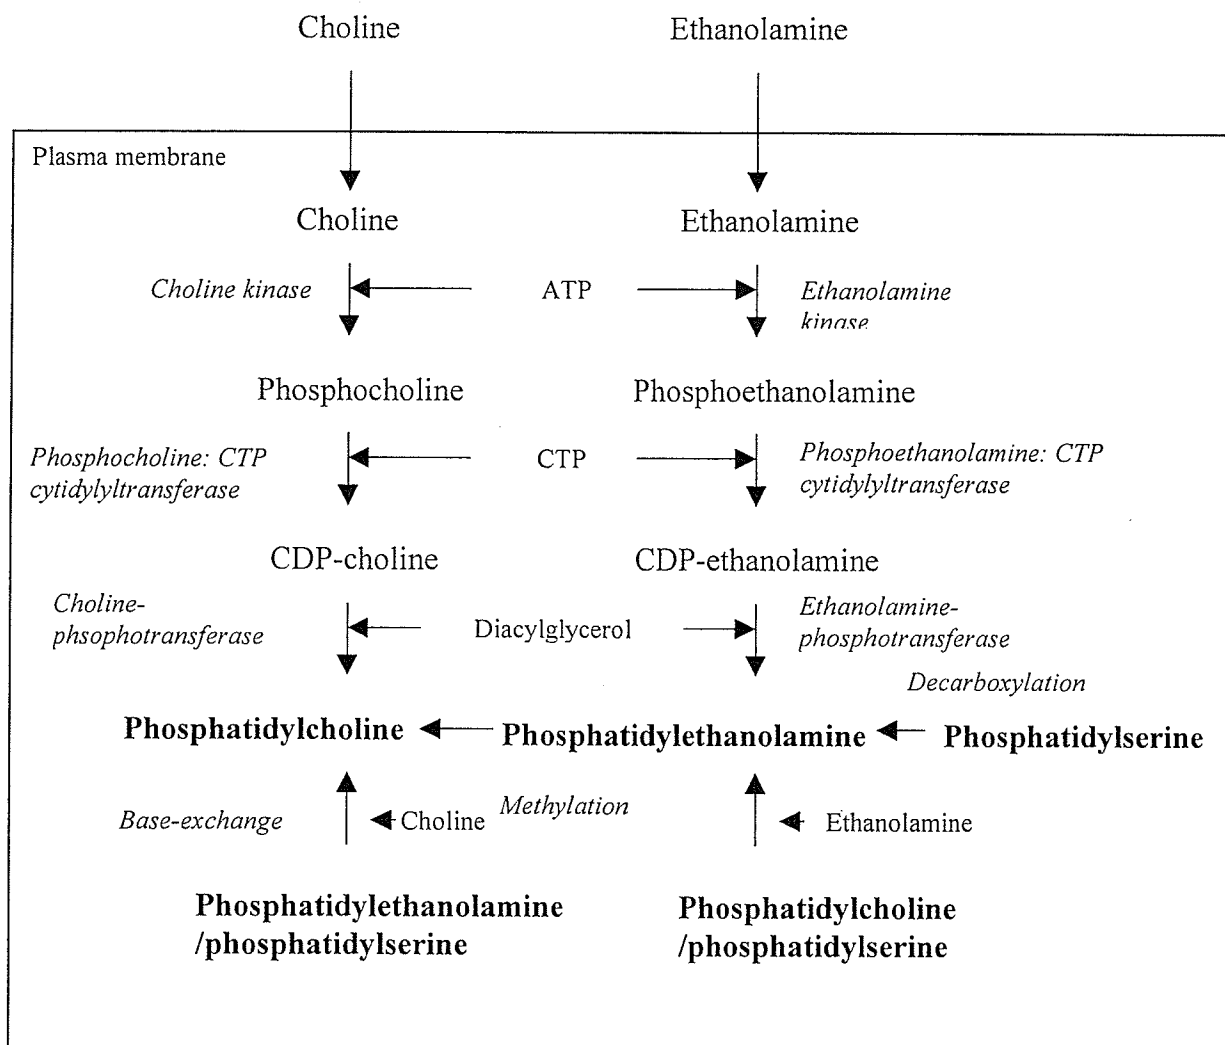 Choline
Ethanolamine
Plasma membrane
Choline
Ethanolamine
Choline kinase
ATP
Ethanolamine
kinase
Phosphocholine
Phosphoethanolamine
Phosphocholine: CTP
cytidylyltransferase
CTP
Phosphoethanolamine: CTP
cytidylyltransferase
CDP-choline
CDP-ethanolamine
Choline-
phsophotransferase
Diacylglycerol
Ethanolamine-
phosphotransferase
Decarboxylation
Phosphatidylcholine
Phosphatidylethanolamine
Phosphatidylserine
Base-exchange
Choline
Methylation
Ethanolamine
Phosphatidylethanolamine
/phosphatidylserine
Phosphatidylcholine
/phosphatidylserine